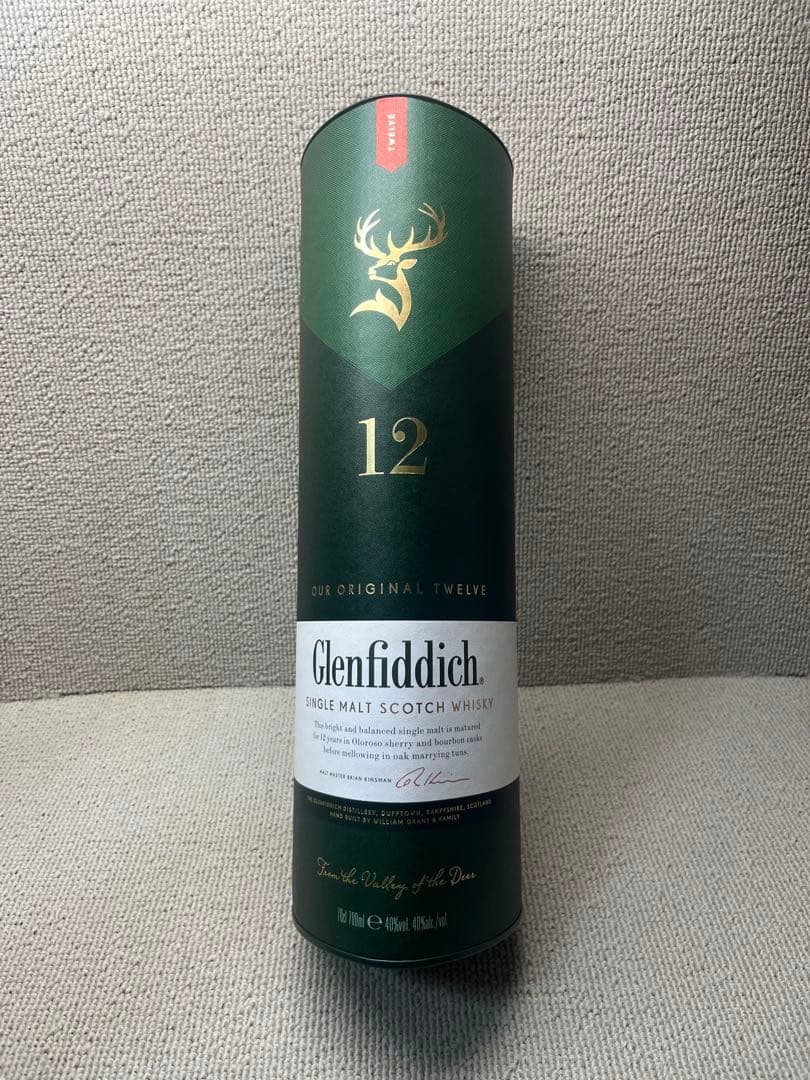 TWELVE
12
OUR ORIGINAL TWELVE
Glenfiddich®
SINGLE MALT SCOTCH WHISKY
This bright and balanced single malt is matured
for 12 years in Oloroso sherry and bourbon casks
before mellowing in oak marrying tuns.
MALT MASTER BRIAN KINSMAN
THE GLENFIDDICH DISTILLERY, DUFFTOWN, BANFFSHIRE, SCOTLAND
HAND BUILT BY WILLIAM GRANT & FAMILY
From the Valley of the Deer
70cl 700ml ℮ 40%vol. 40%alc./vol.